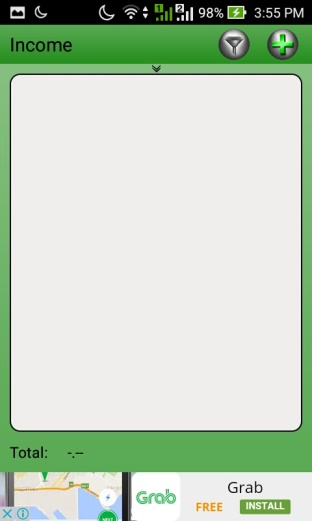 98% 3:55 PM
Income
Total: -.--
Grab
Grab
FREE INSTALL